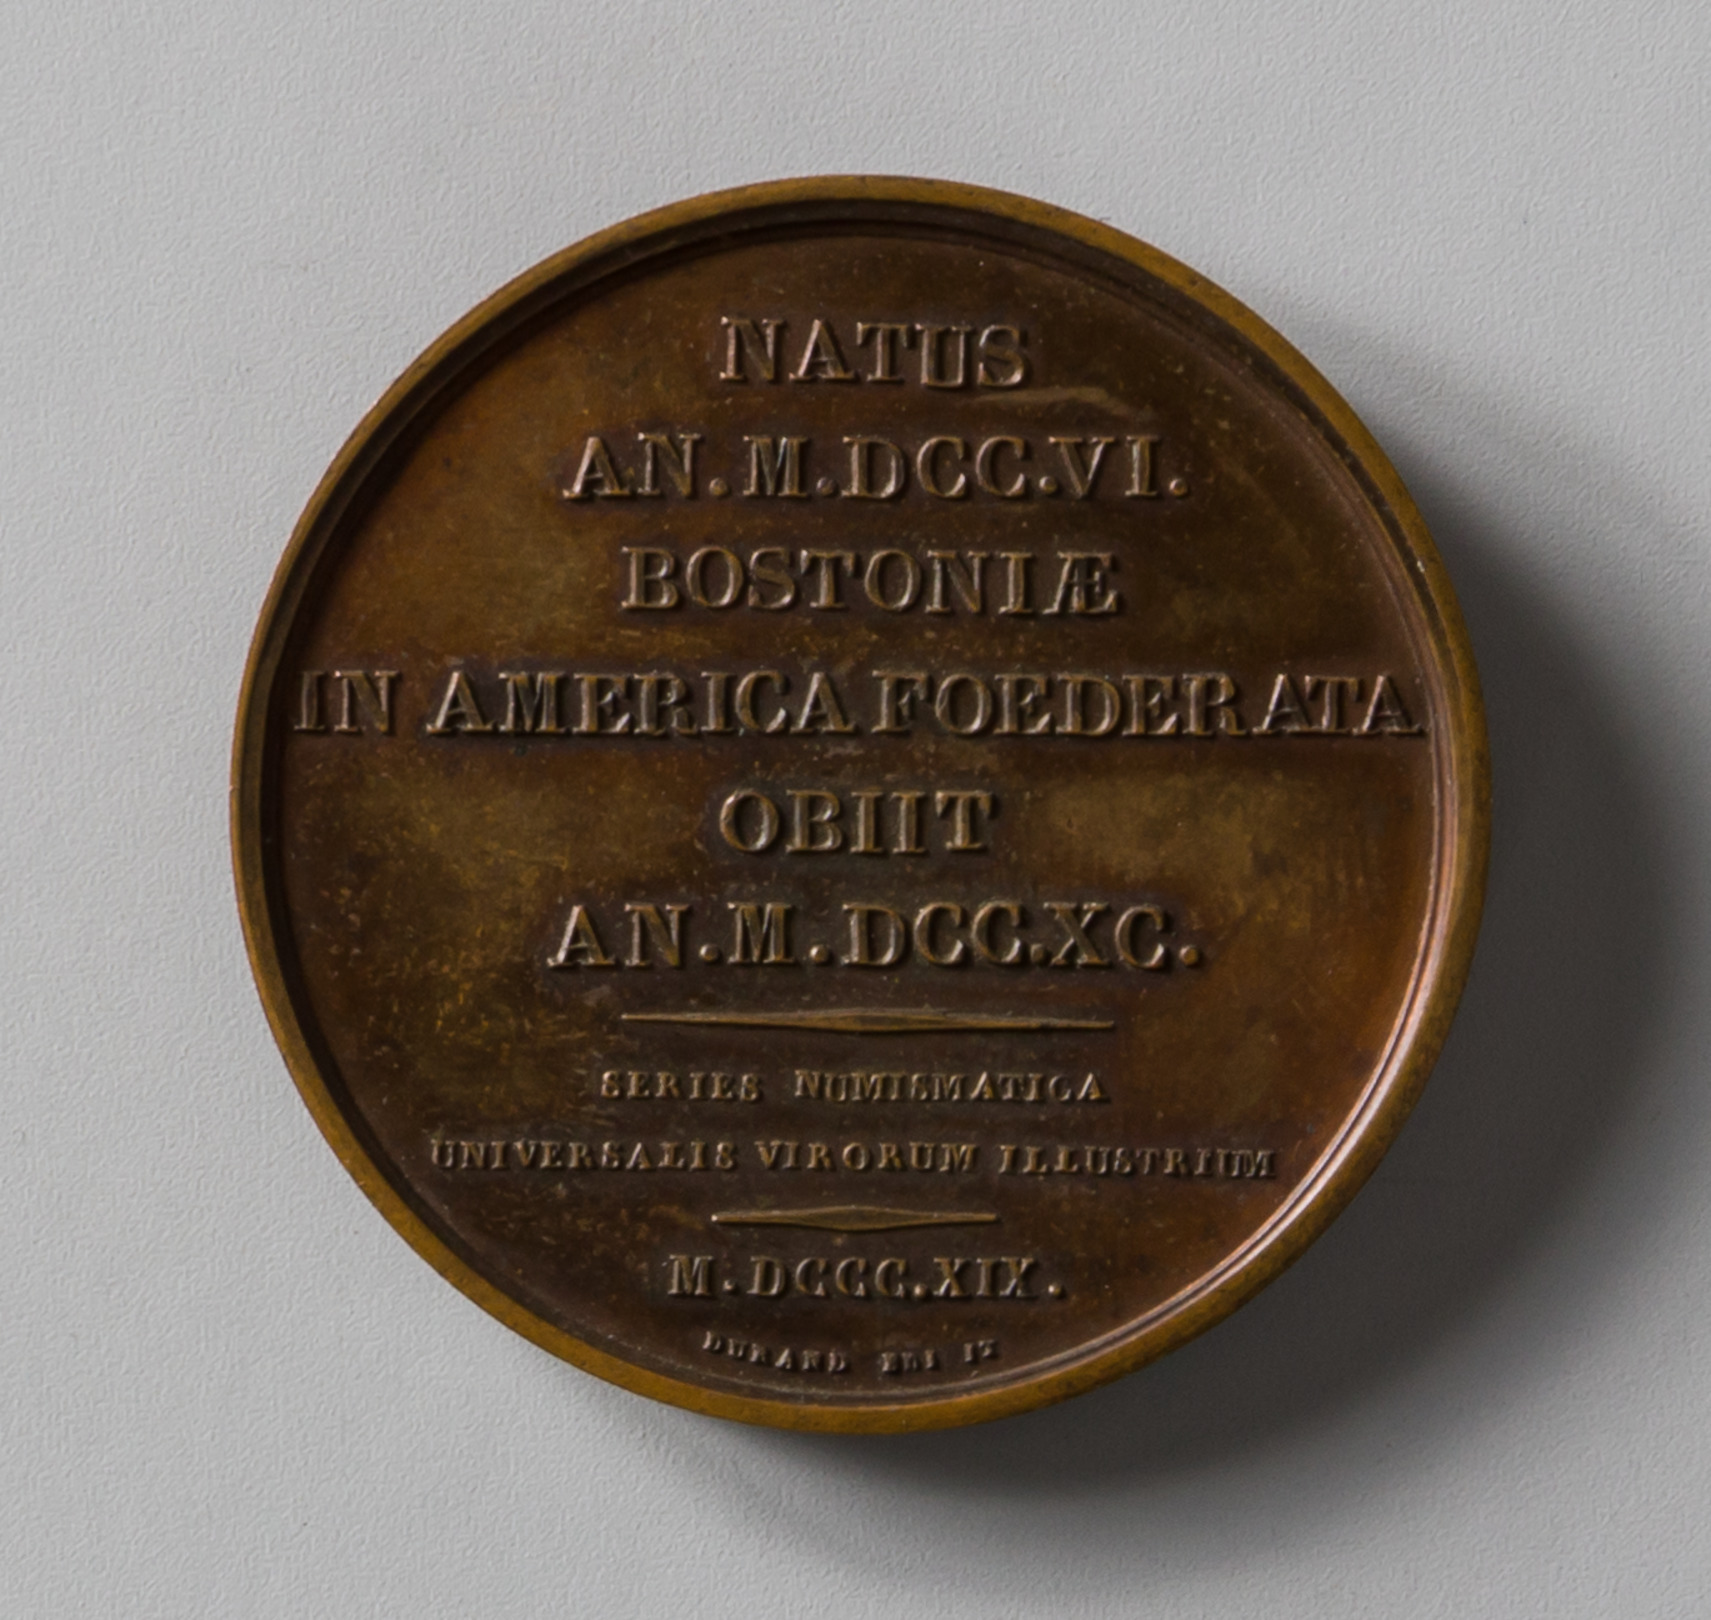 NATUS
AN. M. DCC. VI.
BOSTONIÆ
IN AMERICA FOEDERATA
OBIIT
AN. M. DCC. XC.
SERIES NUMISMATICA
UNIVERSALIS VIRORUM ILLUSTRIUM
M. DCCC. XIX.
DURAND